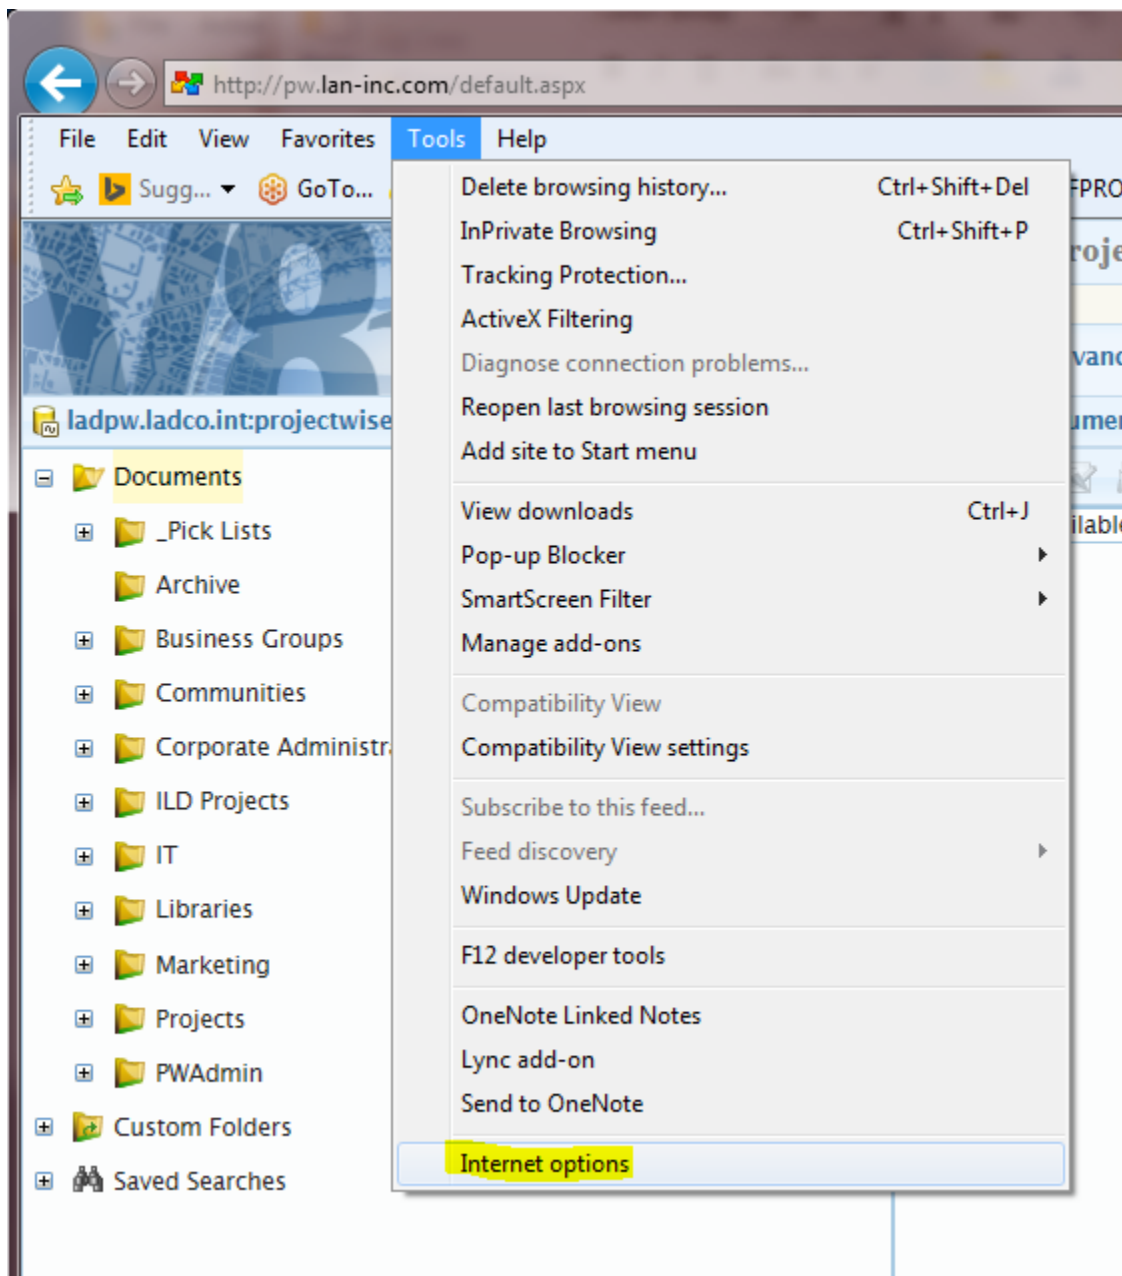 http://pw.lan-inc.com/default.aspx
File Edit View Favorites Tools Help
Sugg... GoTo...
V8
ladpw.ladco.int:projectwise
Documents
_Pick Lists
Archive
Business Groups
Communities
Corporate Administr
ILD Projects
IT
Libraries
Marketing
Projects
PWAdmin
Custom Folders
Saved Searches
Delete browsing history... Ctrl+Shift+Del
InPrivate Browsing Ctrl+Shift+P
Tracking Protection...
ActiveX Filtering
Diagnose connection problems...
Reopen last browsing session
Add site to Start menu
View downloads Ctrl+J
Pop-up Blocker
SmartScreen Filter
Manage add-ons
Compatibility View
Compatibility View settings
Subscribe to this feed...
Feed discovery
Windows Update
F12 developer tools
OneNote Linked Notes
Lync add-on
Send to OneNote
Internet options